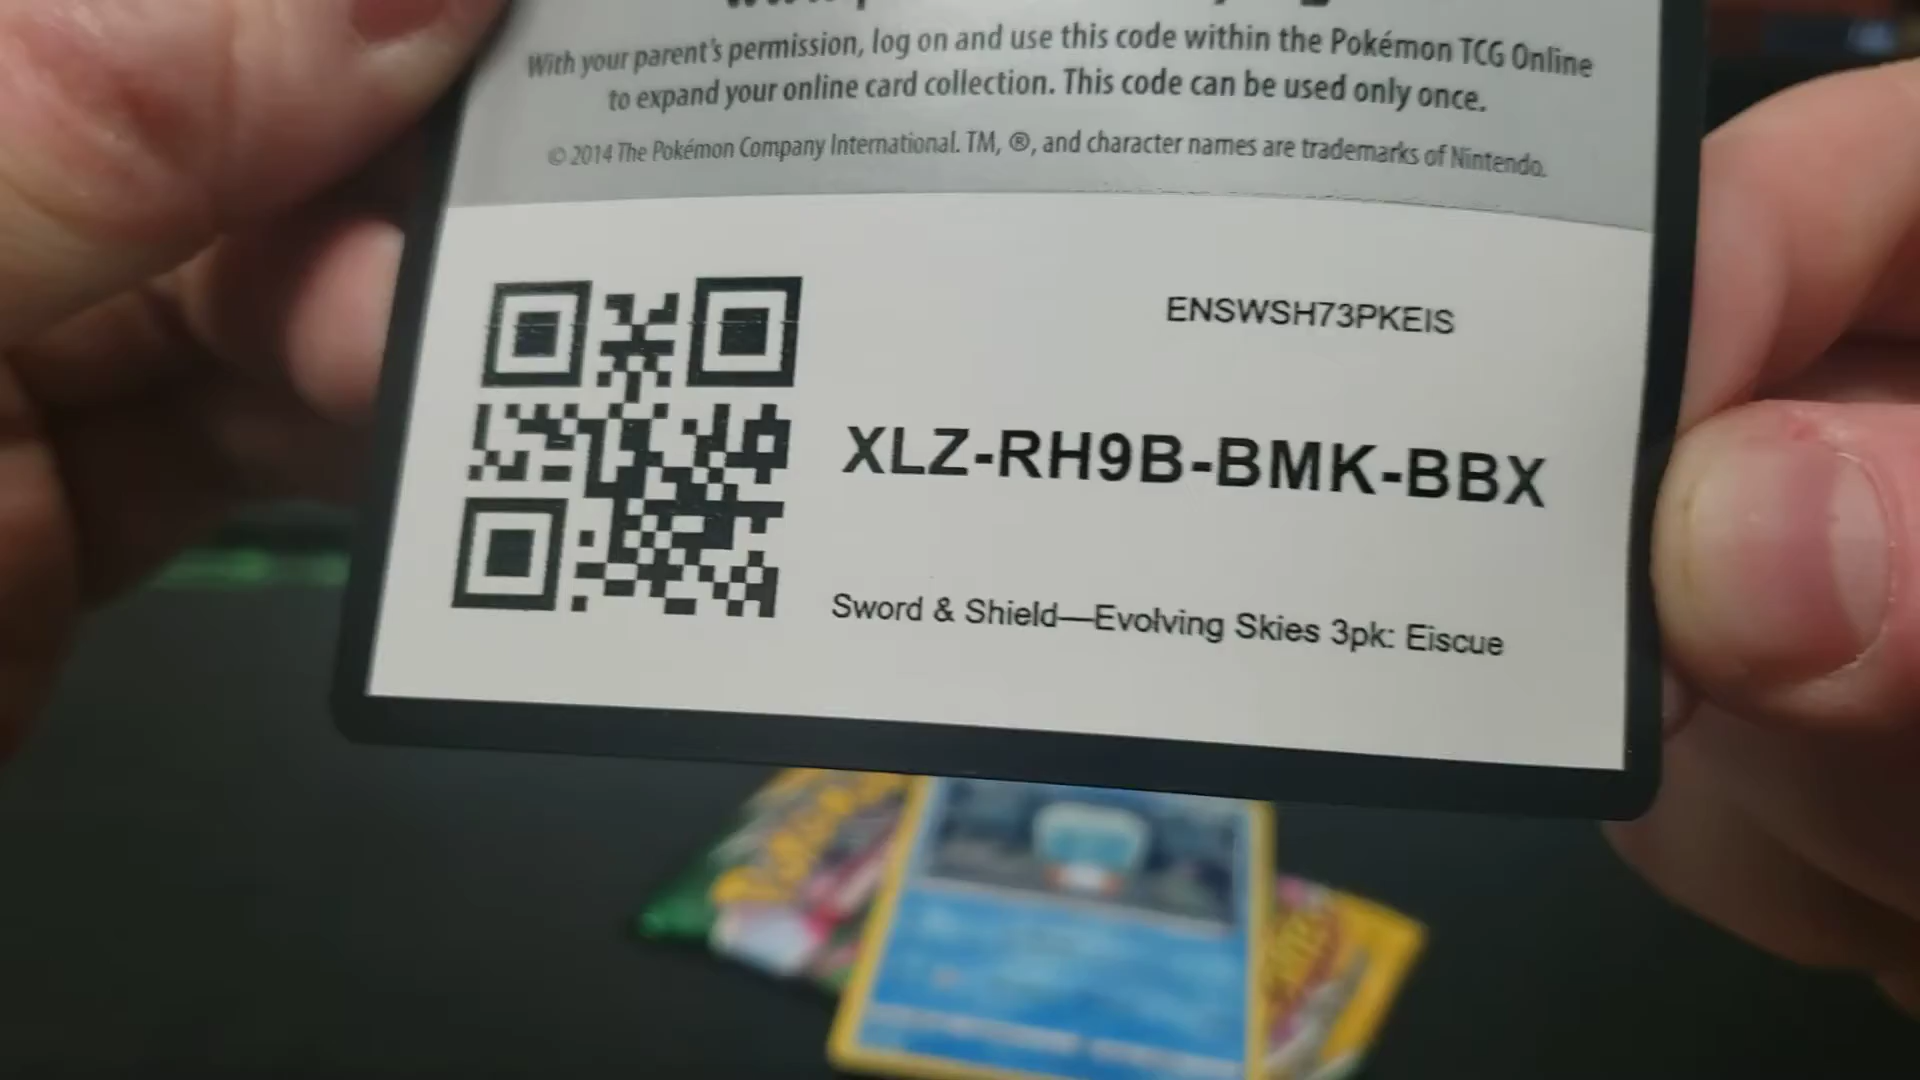 With your parent's permission, log on and use this code within the Pokémon TCG Online
to expand your online card collection. This code can be used only once.
© 2014 The Pokémon Company International. TM, ®, and character names are trademarks of Nintendo.
ENSWSH73PKEIS
XLZ-RH9B-BMK-BBX
Sword & Shield—Evolving Skies 3pk: Eiscue